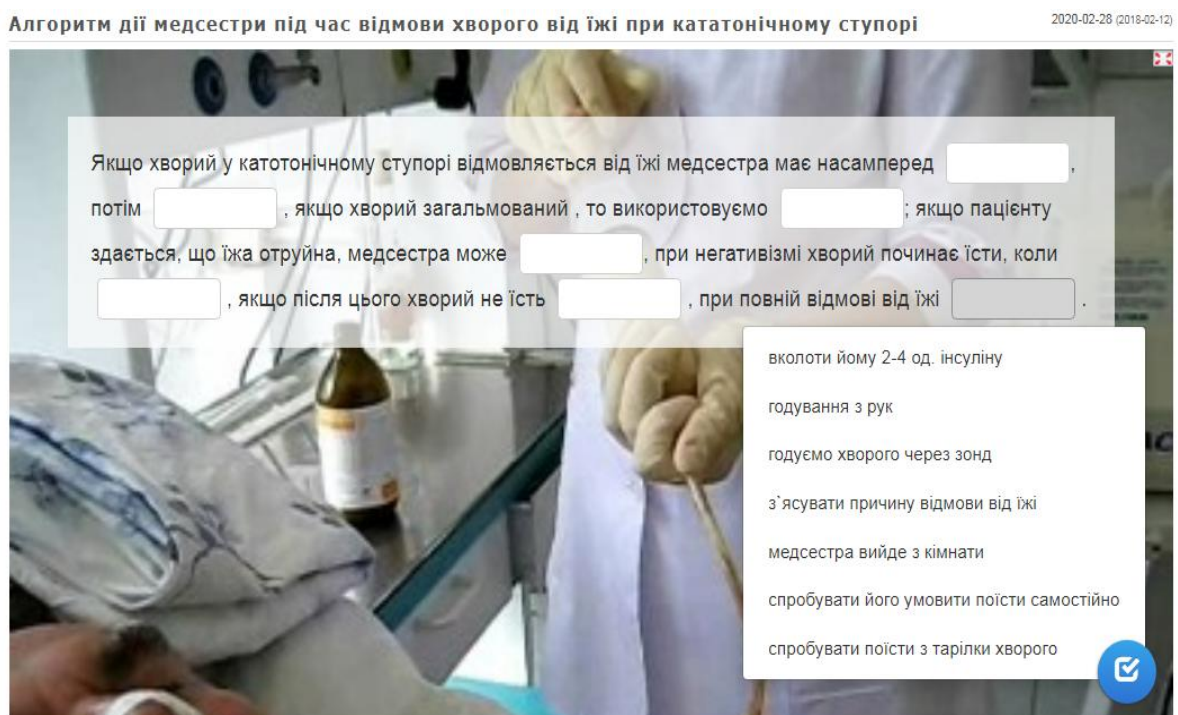 Алгоритм дії медсестри під час відмови хворого від їжі при кататонічному ступорі
2020-02-28 (2018-02-12)
Якщо хворий у катотонічному ступорі відмовляється від їжі медсестра має насамперед ,
потім , якщо хворий загальмований , то використовуємо ; якщо пацієнту
здається, що їжа отруйна, медсестра може , при негативізмі хворий починає їсти, коли
, якщо після цього хворий не їсть , при повній відмові від їжі .
вколоти йому 2-4 од. інсуліну
годування з рук
годуємо хворого через зонд
з`ясувати причину відмови від їжі
медсестра вийде з кімнати
спробувати його умовити поїсти самостійно
спробувати поїсти з тарілки хворого